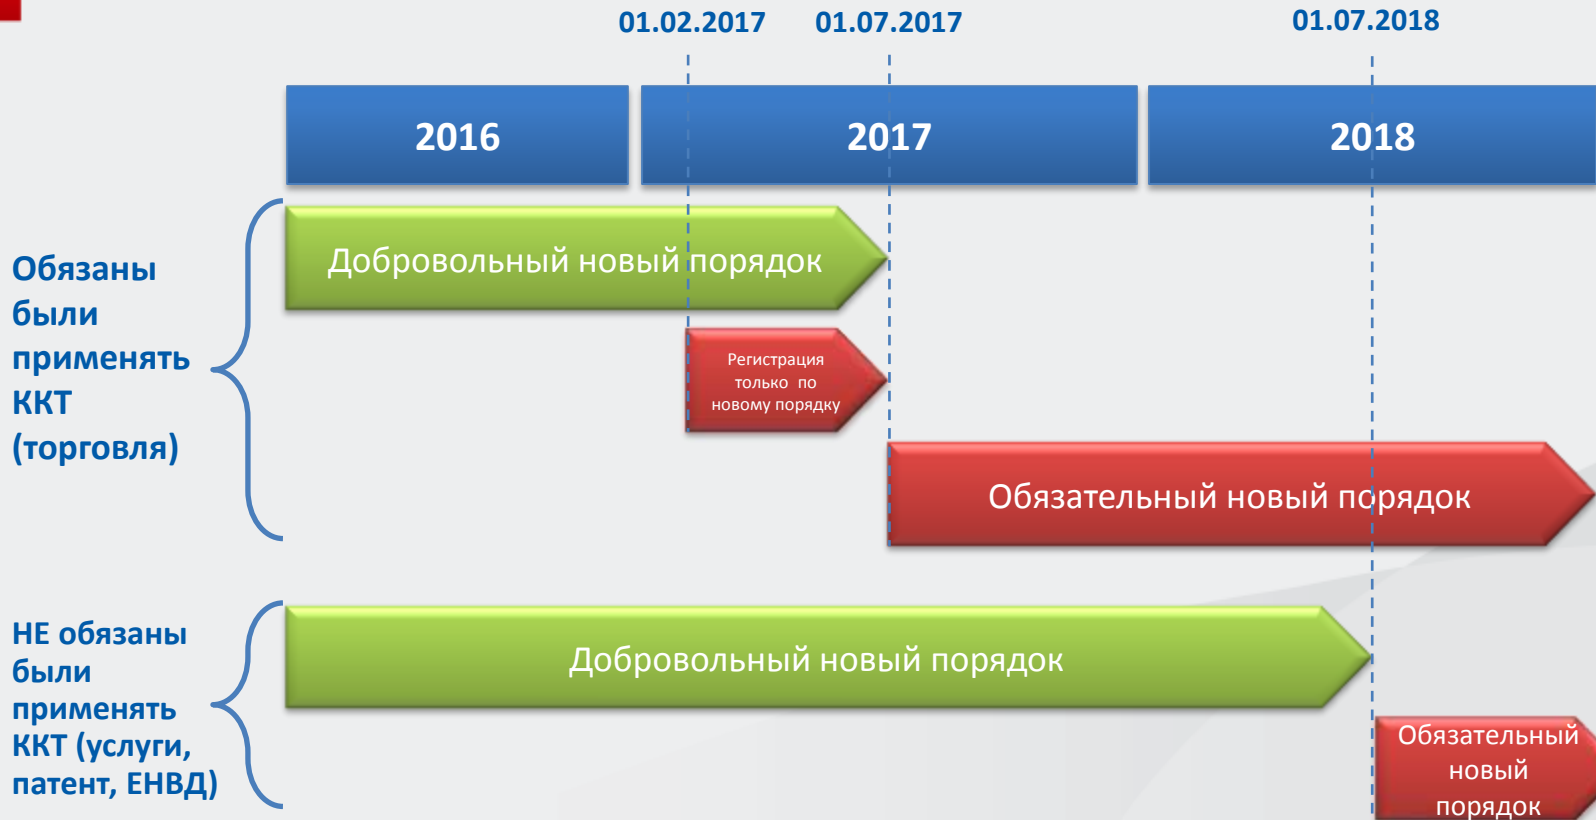 01.02.2017
01.07.2017
01.07.2018
2016
2017
2018
Обязаны
были
применять
ККТ
(торговля)
Добровольный новый порядок
Регистрация
только по
новому порядку
Обязательный новый порядок
НЕ обязаны
были
применять
ККТ (услуги,
патент, ЕНВД)
Добровольный новый порядок
Обязательный
новый
порядок